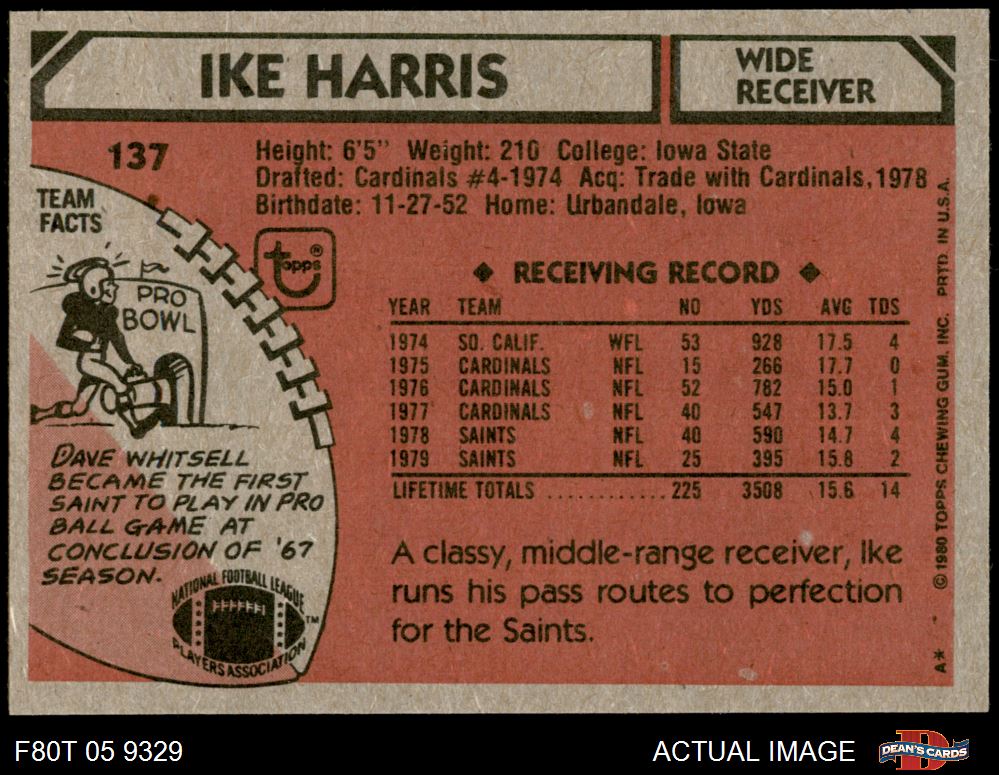 IKE HARRIS
WIDE
RECEIVER
137
Height: 6'5" Weight: 210 College: Iowa State
Drafted: Cardinals #4-1974 Acq: Trade with Cardinals, 1978
Birthdate: 11-27-52 Home: Urbandale, Iowa
TEAM
FACTS
topps®
PRO
BOWL
DAVE WHITSELL
BECAME THE FIRST
SAINT TO PLAY IN PRO
BALL GAME AT
CONCLUSION OF '67
SEASON.
NATIONAL FOOTBALL LEAGUE
PLAYERS ASSOCIATION
TM
◆ RECEIVING RECORD ◆
YEAR TEAM NO YDS AVG TDS
1974 SO. CALIF. WFL 53 928 17.5 4
1975 CARDINALS NFL 15 266 17.7 0
1976 CARDINALS NFL 52 782 15.0 1
1977 CARDINALS NFL 40 547 13.7 3
1978 SAINTS NFL 40 590 14.7 4
1979 SAINTS NFL 25 395 15.8 2
LIFETIME TOTALS ............ 225 3508 15.6 14
A classy, middle-range receiver, Ike
runs his pass routes to perfection
for the Saints.
A* © 1980 TOPPS CHEWING GUM, INC. PRTD. IN U.S.A.
F80T 05 9329
ACTUAL IMAGE
D
DEAN'S CARDS